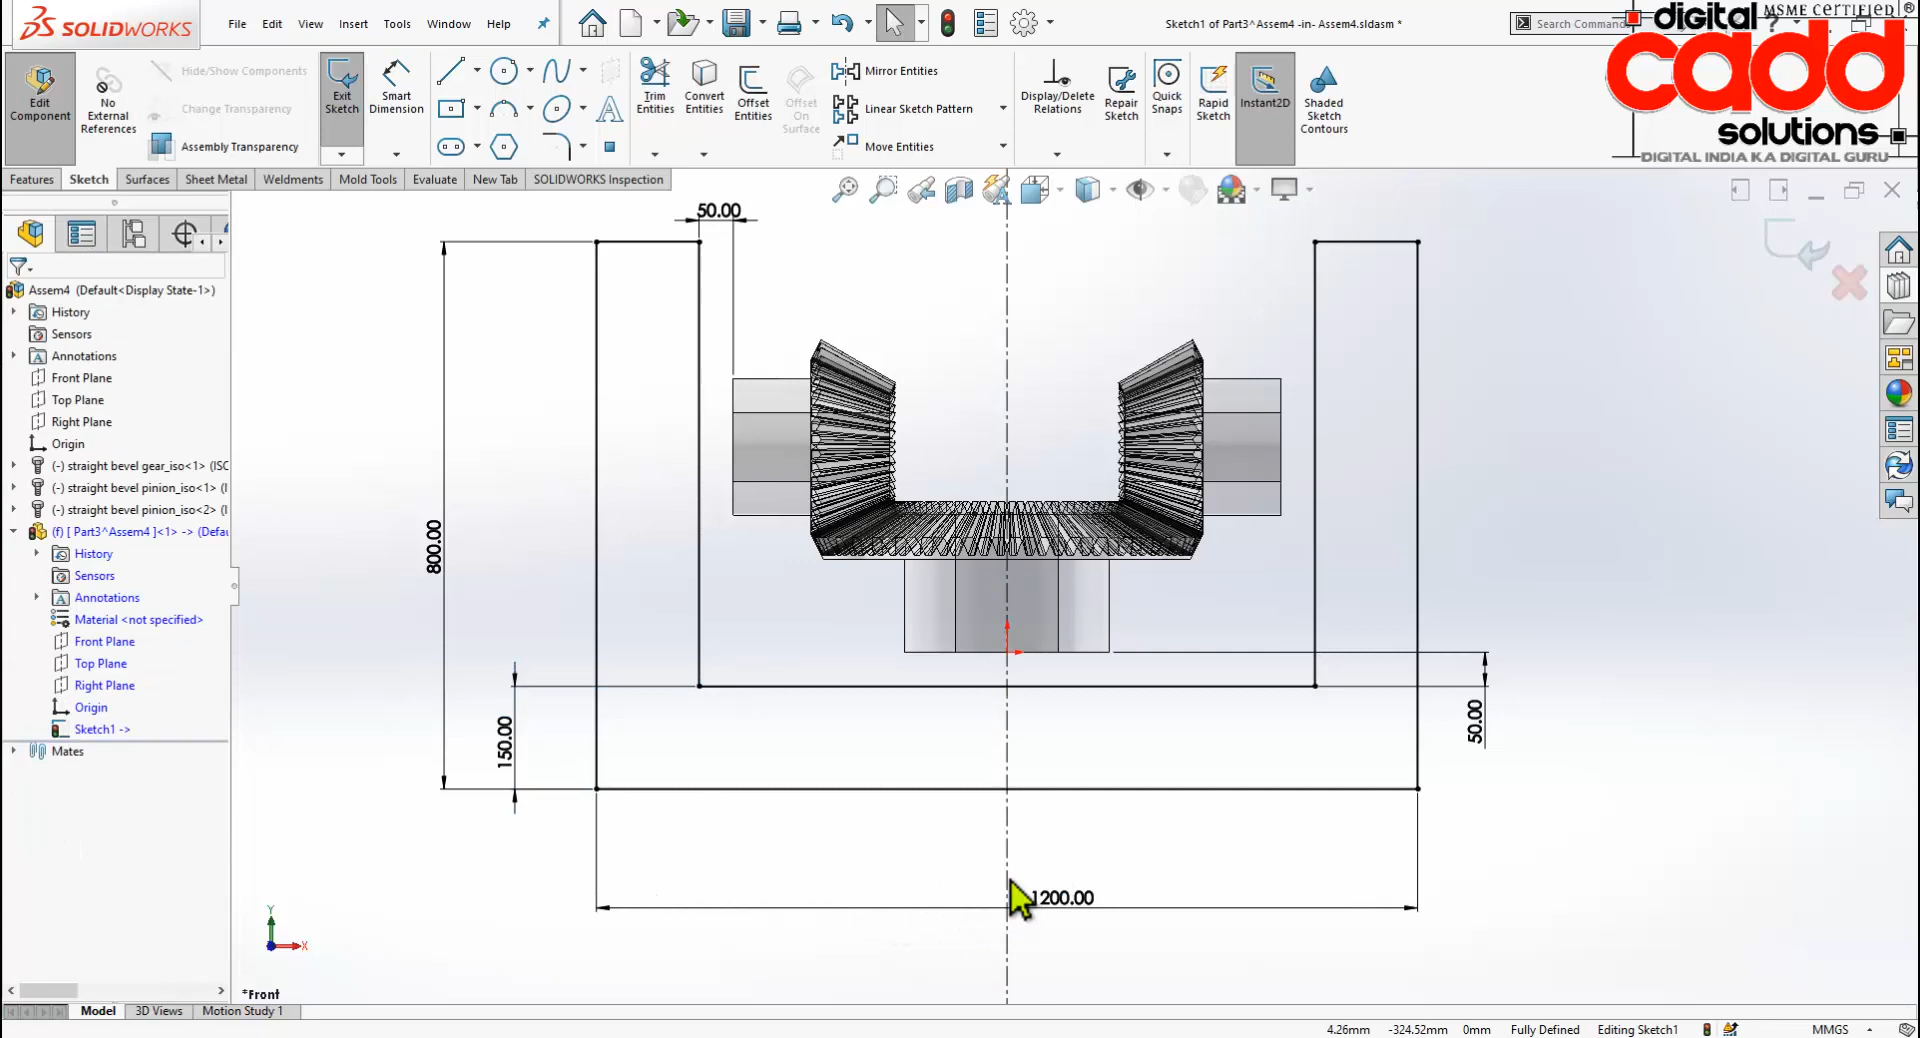 SOLIDWORKS
File Edit View Insert Tools Window Help
Sketch1 of Part3^Assem4 -in- Assem4.sldasm *
Search Comman
MSME CERTIFIED
®
digital
cadd
solutions
DIGITAL INDIA KA DIGITAL GURU
Edit
Component
No
External
References
Hide/Show Components
Change Transparency
Assembly Transparency
Exit
Sketch
Smart
Dimension
Trim
Entities
Convert
Entities
Offset
Entities
Offset
On
Surface
Mirror Entities
Linear Sketch Pattern
Move Entities
Display/Delete
Relations
Repair
Sketch
Quick
Snaps
Rapid
Sketch
Instant2D
Shaded
Sketch
Contours
Features Sketch Surfaces Sheet Metal Weldments Mold Tools Evaluate New Tab SOLIDWORKS Inspection
Assem4 (Default<Display State-1>)
History
Sensors
Annotations
Front Plane
Top Plane
Right Plane
Origin
(-) straight bevel gear_iso<1> (ISC
(-) straight bevel pinion_iso<1> (I
(-) straight bevel pinion_iso<2> (I
(f) [ Part3^Assem4 ]<1> -> (Defau
History
Sensors
Annotations
Material <not specified>
Front Plane
Top Plane
Right Plane
Origin
Sketch1 ->
Mates
50.00
800.00
150.00
50.00
1200.00
Y
X
*Front
Model 3D Views Motion Study 1
4.26mm -324.52mm 0mm Fully Defined Editing Sketch1 MMGS